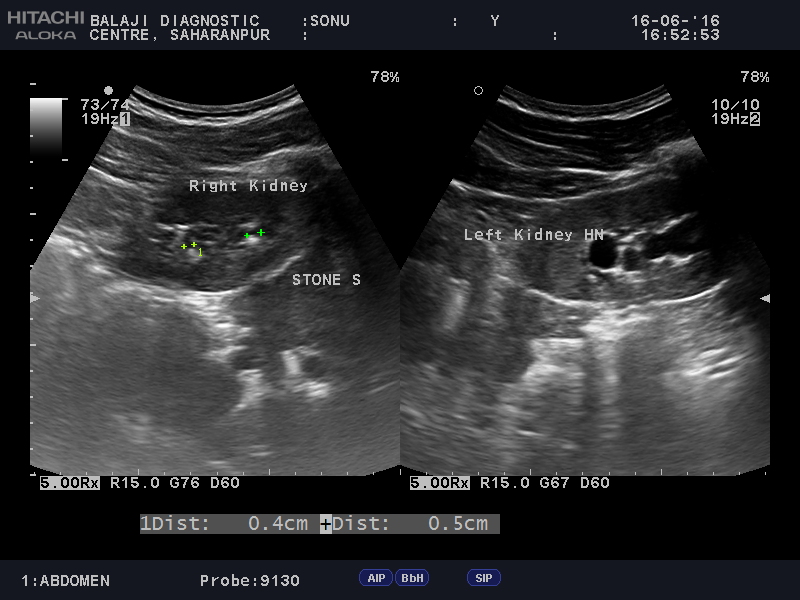 HITACHI
ALOKA
BALAJI DIAGNOSTIC :SONU : Y 16-06-'16
CENTRE, SAHARANPUR : : 16:52:53
78% 78%
73/74 10/10
19Hz1 19Hz2
Right Kidney
Left Kidney HN
1
STONE S
5.00Rx R15.0 G76 D60 5.00Rx R15.0 G67 D60
1Dist: 0.4cm +Dist: 0.5cm
1:ABDOMEN Probe:9130 AIP BbH SIP